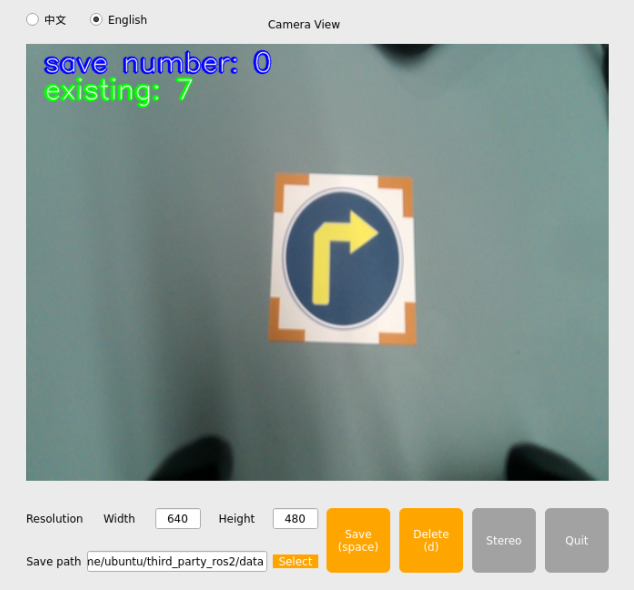 中文
English
Camera View
save number: 0
existing: 7
Resolution Width 640 Height 480
Save (space)
Delete (d)
Stereo
Quit
Save path ne/ubuntu/third_party_ros2/data Select